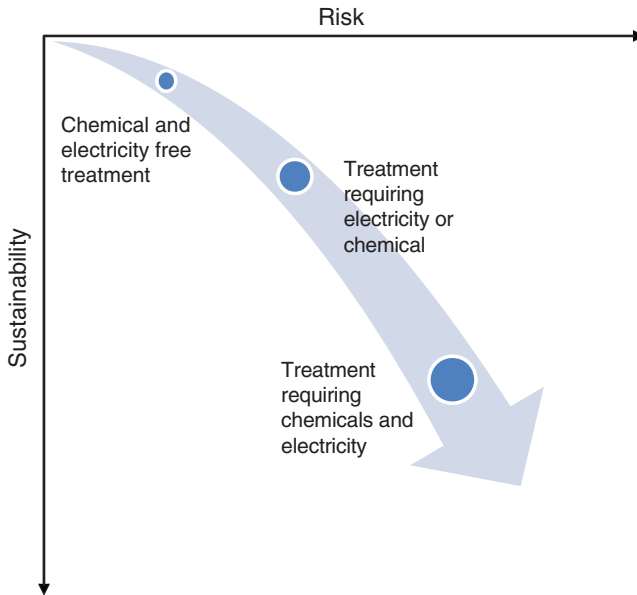 Risk
Chemical and
electricity free
treatment
Treatment
requiring
electricity or
chemical
Sustainability
Treatment
requiring
chemicals and
electricity